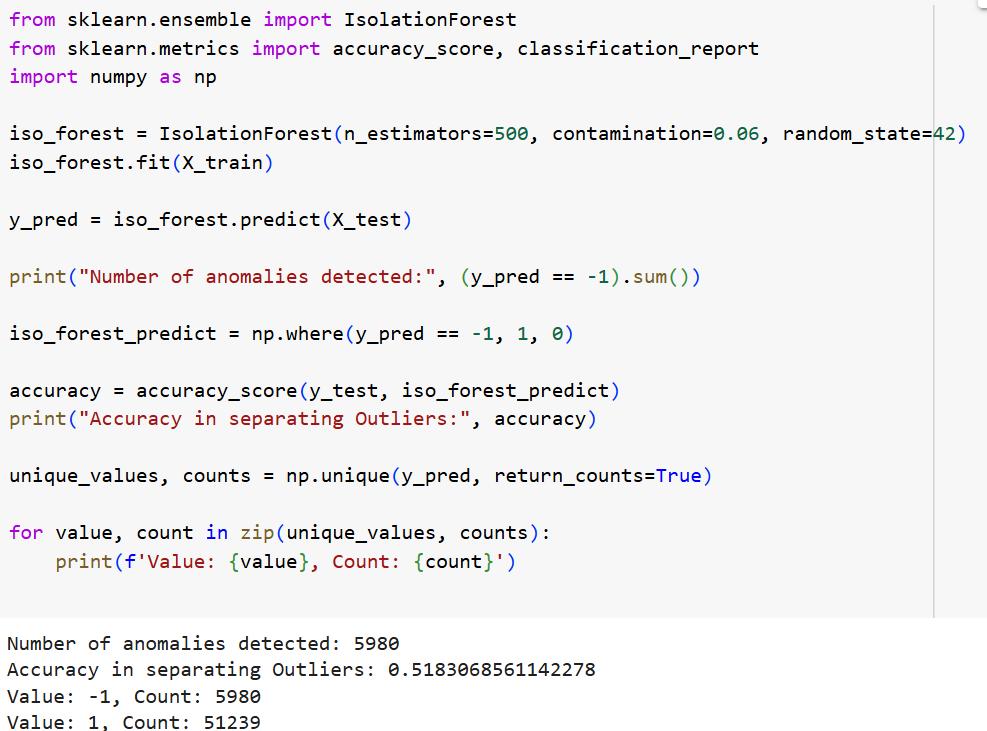 from sklearn.ensemble import IsolationForest
from sklearn.metrics import accuracy_score, classification_report
import numpy as np
iso_forest = IsolationForest(n_estimators=500, contamination=0.06, random_state=42)
iso_forest.fit(X_train)
y_pred = iso_forest.predict(X_test)
print("Number of anomalies detected:", (y_pred == -1).sum())
iso_forest_predict = np.where(y_pred == -1, 1, 0)
accuracy = accuracy_score(y_test, iso_forest_predict)
print("Accuracy in separating Outliers:", accuracy)
unique_values, counts = np.unique(y_pred, return_counts=True)
for value, count in zip(unique_values, counts):
    print(f'Value: {value}, Count: {count}')
Number of anomalies detected: 5980
Accuracy in separating Outliers: 0.5183068561142278
Value: -1, Count: 5980
Value: 1, Count: 51239